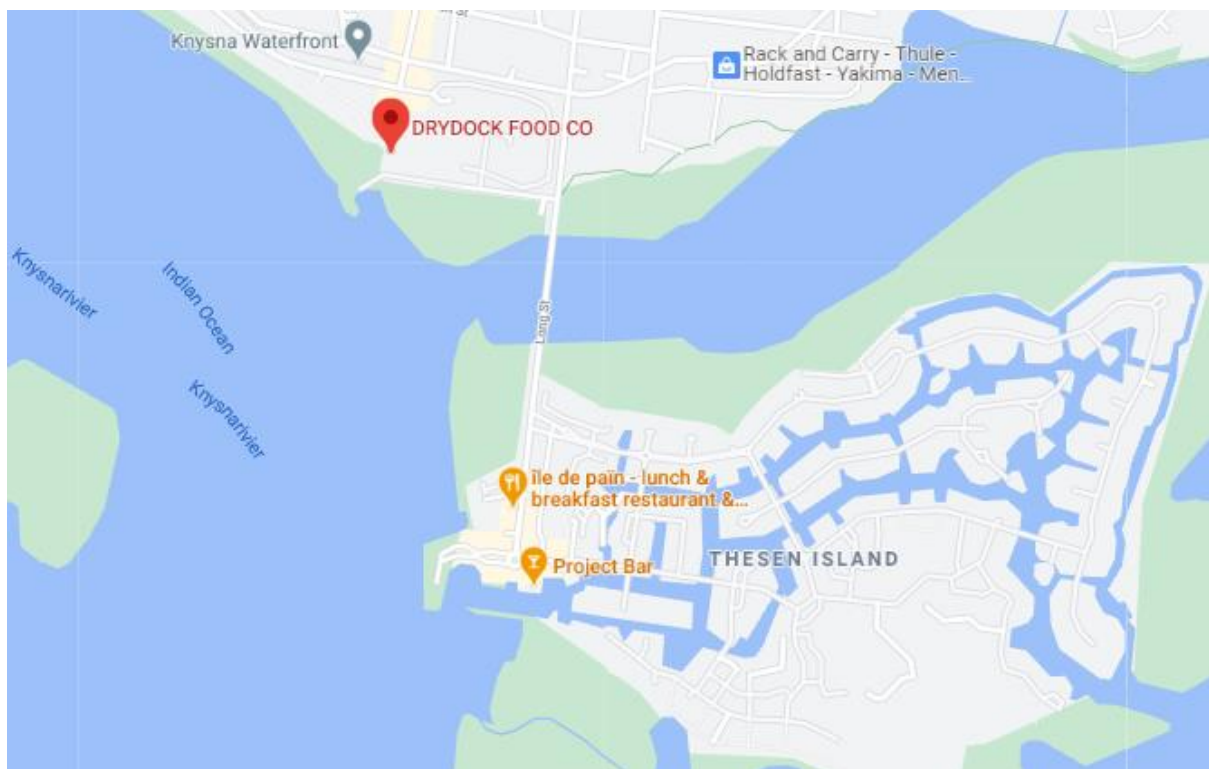 Knysna Waterfront
Rack and Carry - Thule -
Holdfast - Yakima - Men...
DRYDOCK FOOD CO
Knysnarivier
Indian Ocean
Long St
Knysnarivier
île de païn - lunch &
breakfast restaurant &...
THESEN ISLAND
Project Bar